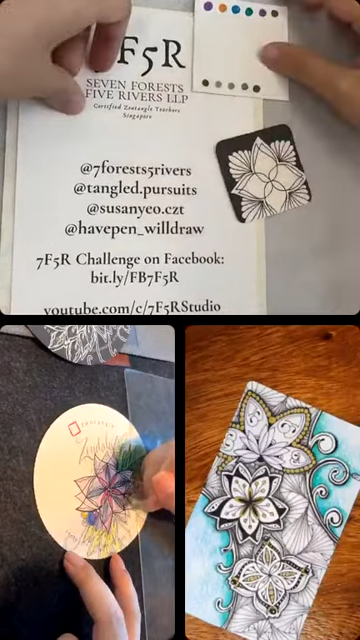 7F5R
SEVEN FORESTS
FIVE RIVERS LLP
Certified Zentangle Teachers
Singapore
@7forests5rivers
@tangled.pursuits
@susanyeo.czt
@havepen_willdraw
7F5R Challenge on Facebook:
bit.ly/FB7F5R
youtube.com/c/7F5RStudio